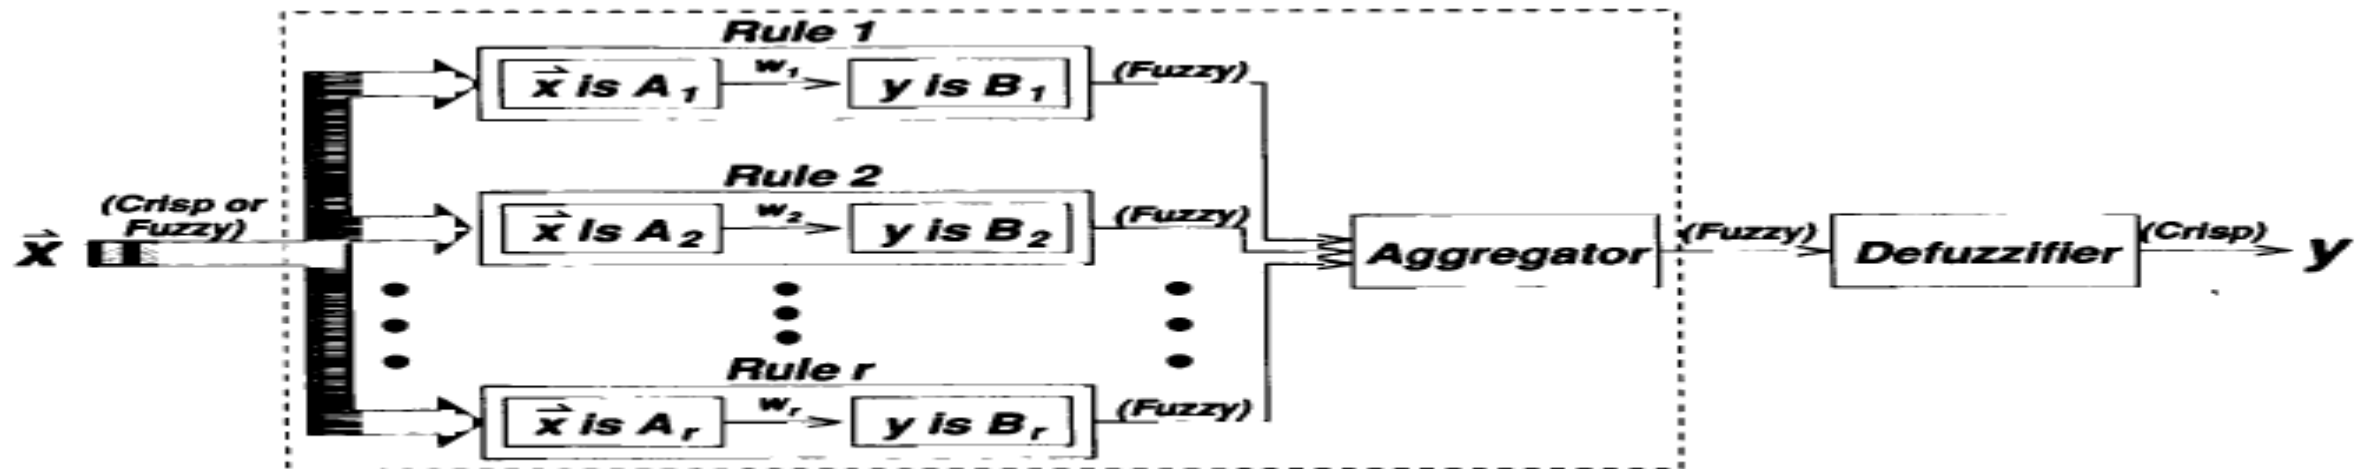 Rule 1
x⃗ is A₁ w₁ y is B₁ (Fuzzy)
Rule 2
(Crisp or
Fuzzy)
x⃗
x⃗ is A₂ w₂ y is B₂ (Fuzzy)
Aggregator (Fuzzy) Defuzzifier (Crisp) y
Rule r
x⃗ is Aᵣ wᵣ y is Bᵣ (Fuzzy)